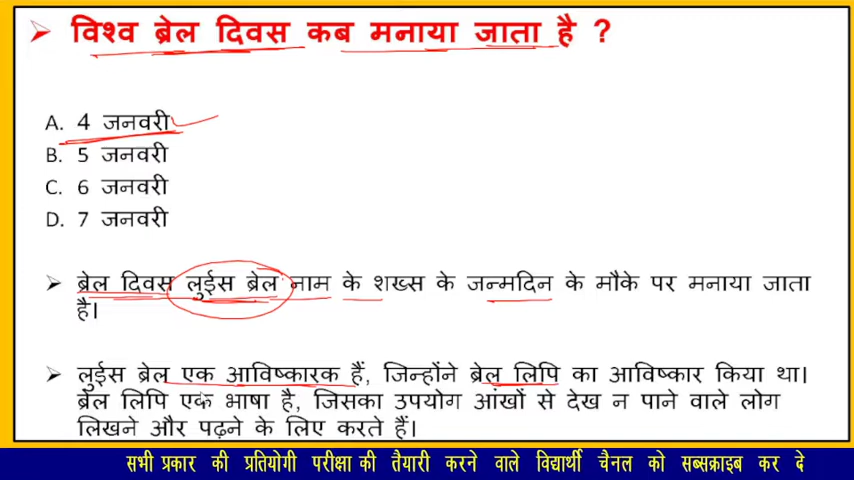 ➢ विश्व ब्रेल दिवस कब मनाया जाता है ?
A. 4 जनवरी
B. 5 जनवरी
C. 6 जनवरी
D. 7 जनवरी
➢ ब्रेल दिवस लुईस ब्रेल नाम के शख्स के जन्मदिन के मौके पर मनाया जाता
है।
➢ लुईस ब्रेल एक आविष्कारक हैं, जिन्होंने ब्रेल लिपि का आविष्कार किया था।
ब्रेल लिपि एक भाषा है, जिसका उपयोग आंखों से देख न पाने वाले लोग
लिखने और पढ़ने के लिए करते हैं।
सभी प्रकार की प्रतियोगी परीक्षा की तैयारी करने वाले विद्यार्थी चैनल को सब्सक्राइब कर दे